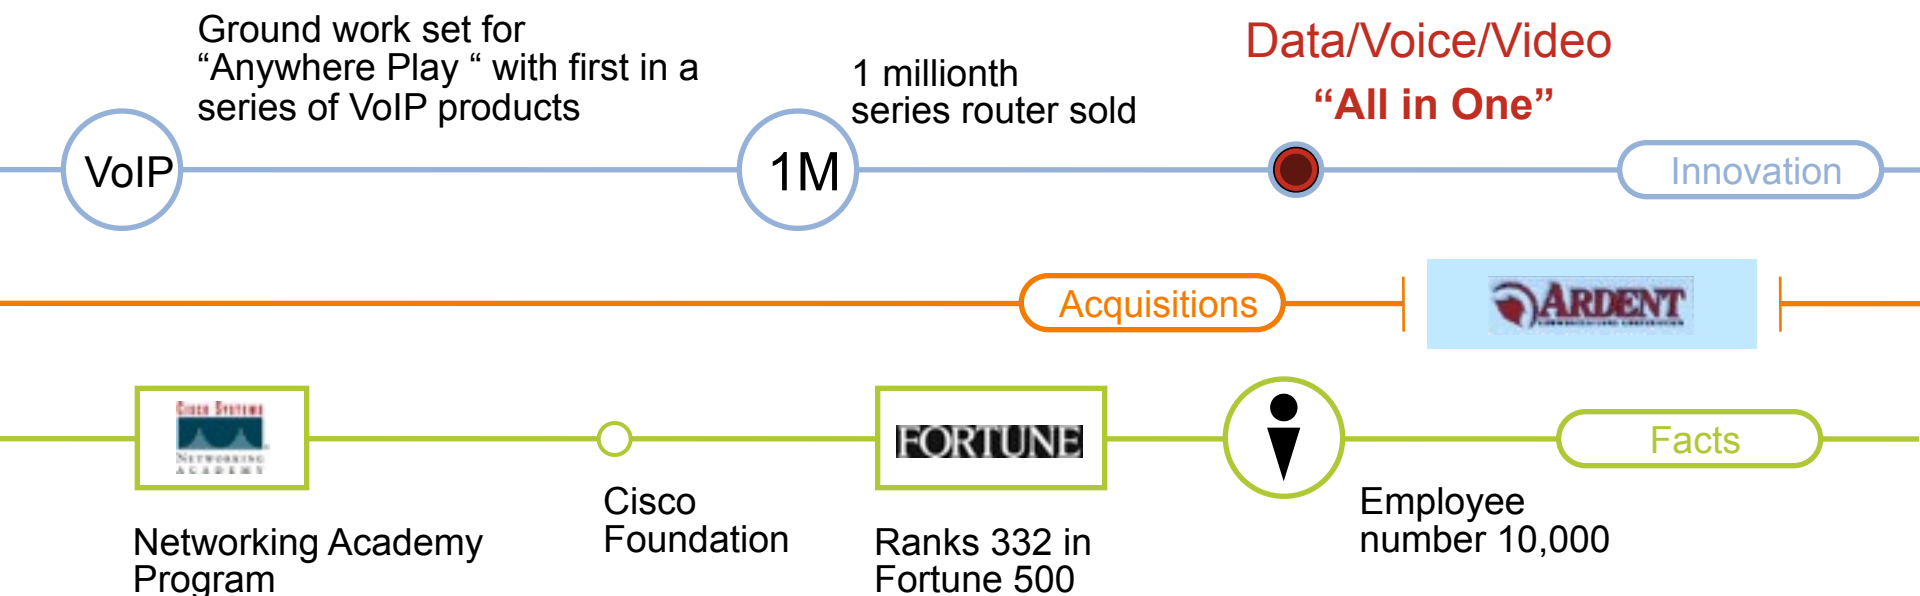 Ground work set for
“Anywhere Play “ with first in a
series of VoIP products
VoIP
1 millionth
series router sold
1M
Data/Voice/Video
“All in One”
Innovation
Acquisitions
ARDENT
CISCO SYSTEMS
NETWORKING
ACADEMY
Networking Academy
Program
Cisco
Foundation
FORTUNE
Ranks 332 in
Fortune 500
Employee
number 10,000
Facts